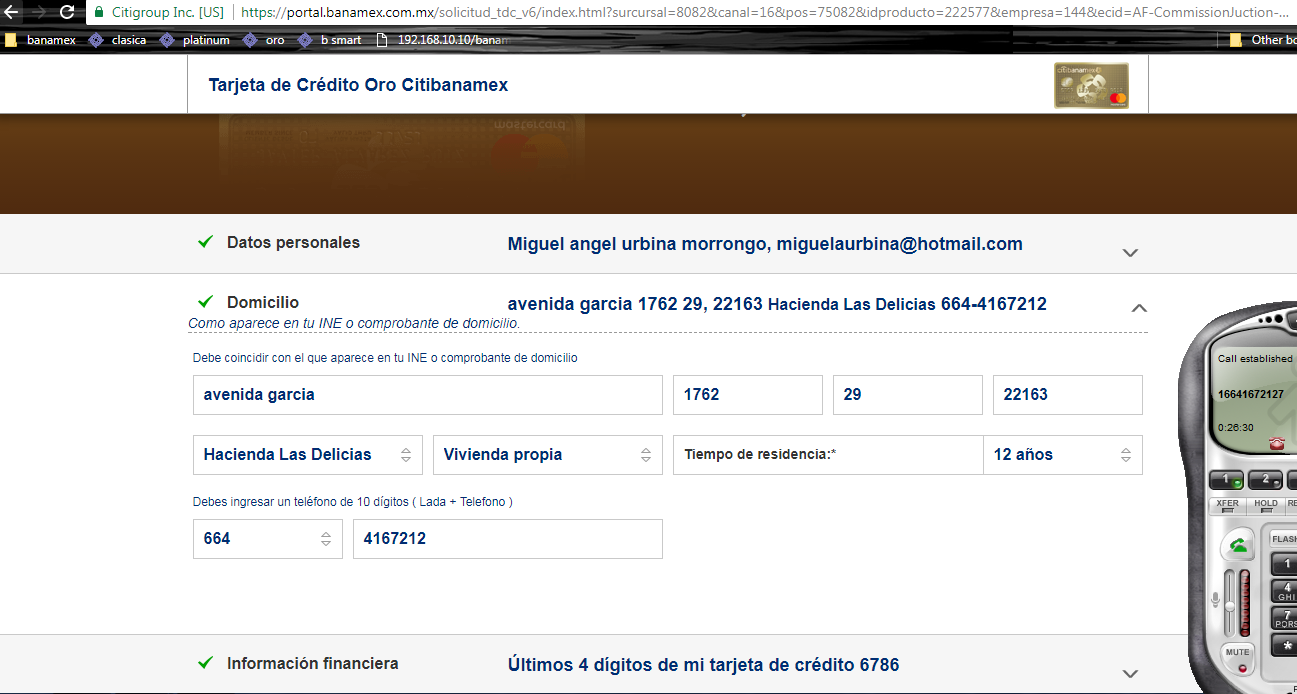 Citigroup Inc. [US] https://portal.banamex.com.mx/solicitud_tdc_v6/index.html?surcursal=8082&canal=16&pos=75082&idproducto=222577&empresa=144&ecid=AF-CommissionJuction-...
banamex clasica platinum oro b smart 192.168.10.10/banam Other bo
Tarjeta de Crédito Oro Citibanamex
citibanamex
mastercard
Datos personales Miguel angel urbina morrongo, miguelaurbina@hotmail.com
Domicilio avenida garcia 1762 29, 22163 Hacienda Las Delicias 664-4167212
Como aparece en tu INE o comprobante de domicilio.
Debe coincidir con el que aparece en tu INE o comprobante de domicilio
avenida garcia 1762 29 22163
Hacienda Las Delicias Vivienda propia Tiempo de residencia:* 12 años
Debes ingresar un teléfono de 10 dígitos ( Lada + Telefono )
664 4167212
Información financiera Últimos 4 dígitos de mi tarjeta de crédito 6786
Call established
16641672127
0:26:30
1 2
XFER HOLD RE
FLASH
1
4
GHI
7
PQRS
*
MUTE